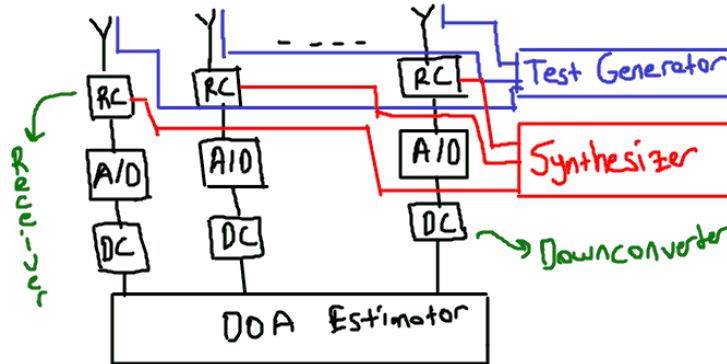 Test Generator
RC
RC
RC
Synthesizer
A/D
A/D
A/D
Receiver
DC
DC
DC
Downconverter
DOA Estimator